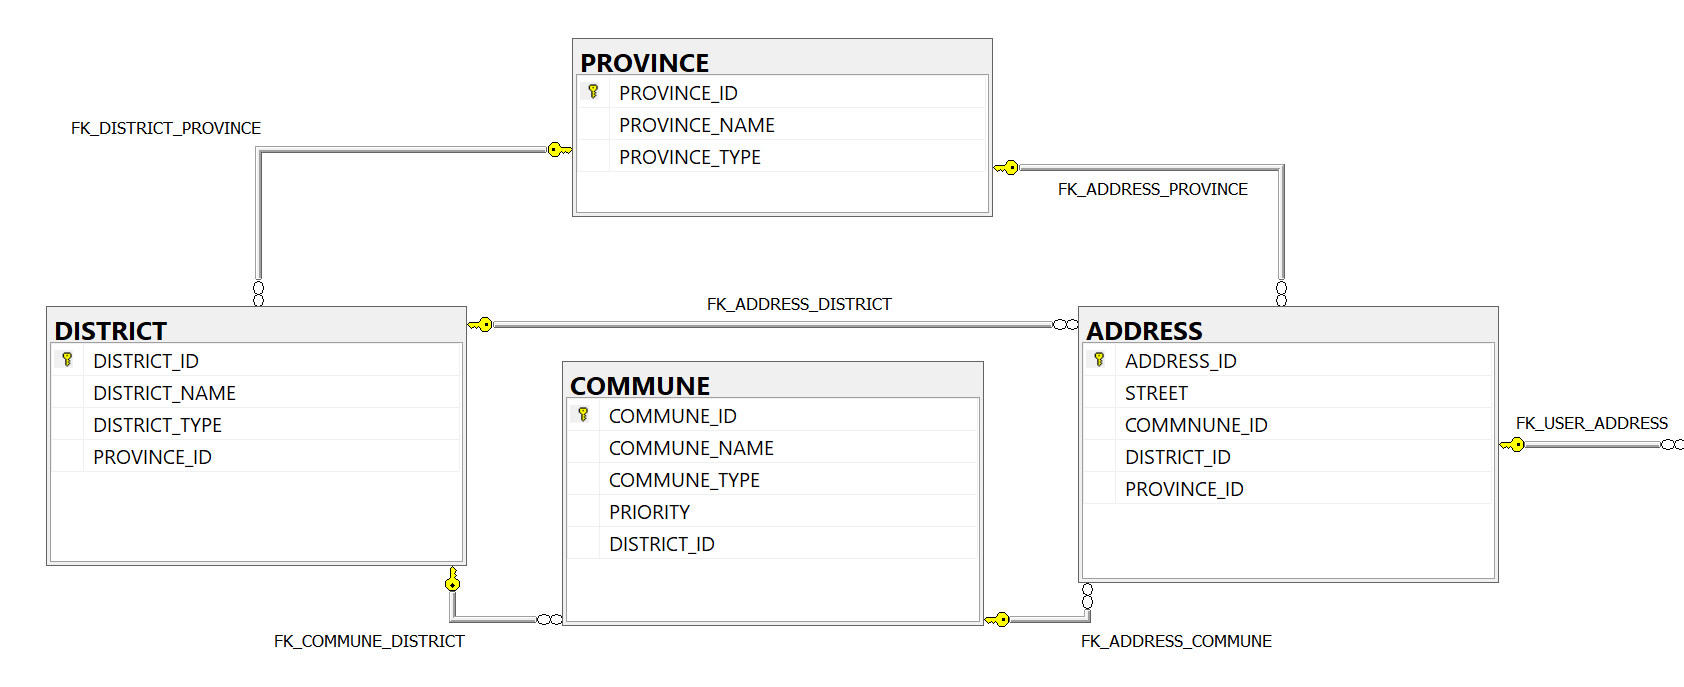 PROVINCE
PROVINCE_ID
PROVINCE_NAME
PROVINCE_TYPE
FK_DISTRICT_PROVINCE
FK_ADDRESS_PROVINCE
FK_ADDRESS_DISTRICT
DISTRICT
DISTRICT_ID
DISTRICT_NAME
DISTRICT_TYPE
PROVINCE_ID
COMMUNE
COMMUNE_ID
COMMUNE_NAME
COMMUNE_TYPE
PRIORITY
DISTRICT_ID
ADDRESS
ADDRESS_ID
STREET
COMMNUNE_ID
DISTRICT_ID
PROVINCE_ID
FK_USER_ADDRESS
FK_COMMUNE_DISTRICT
FK_ADDRESS_COMMUNE